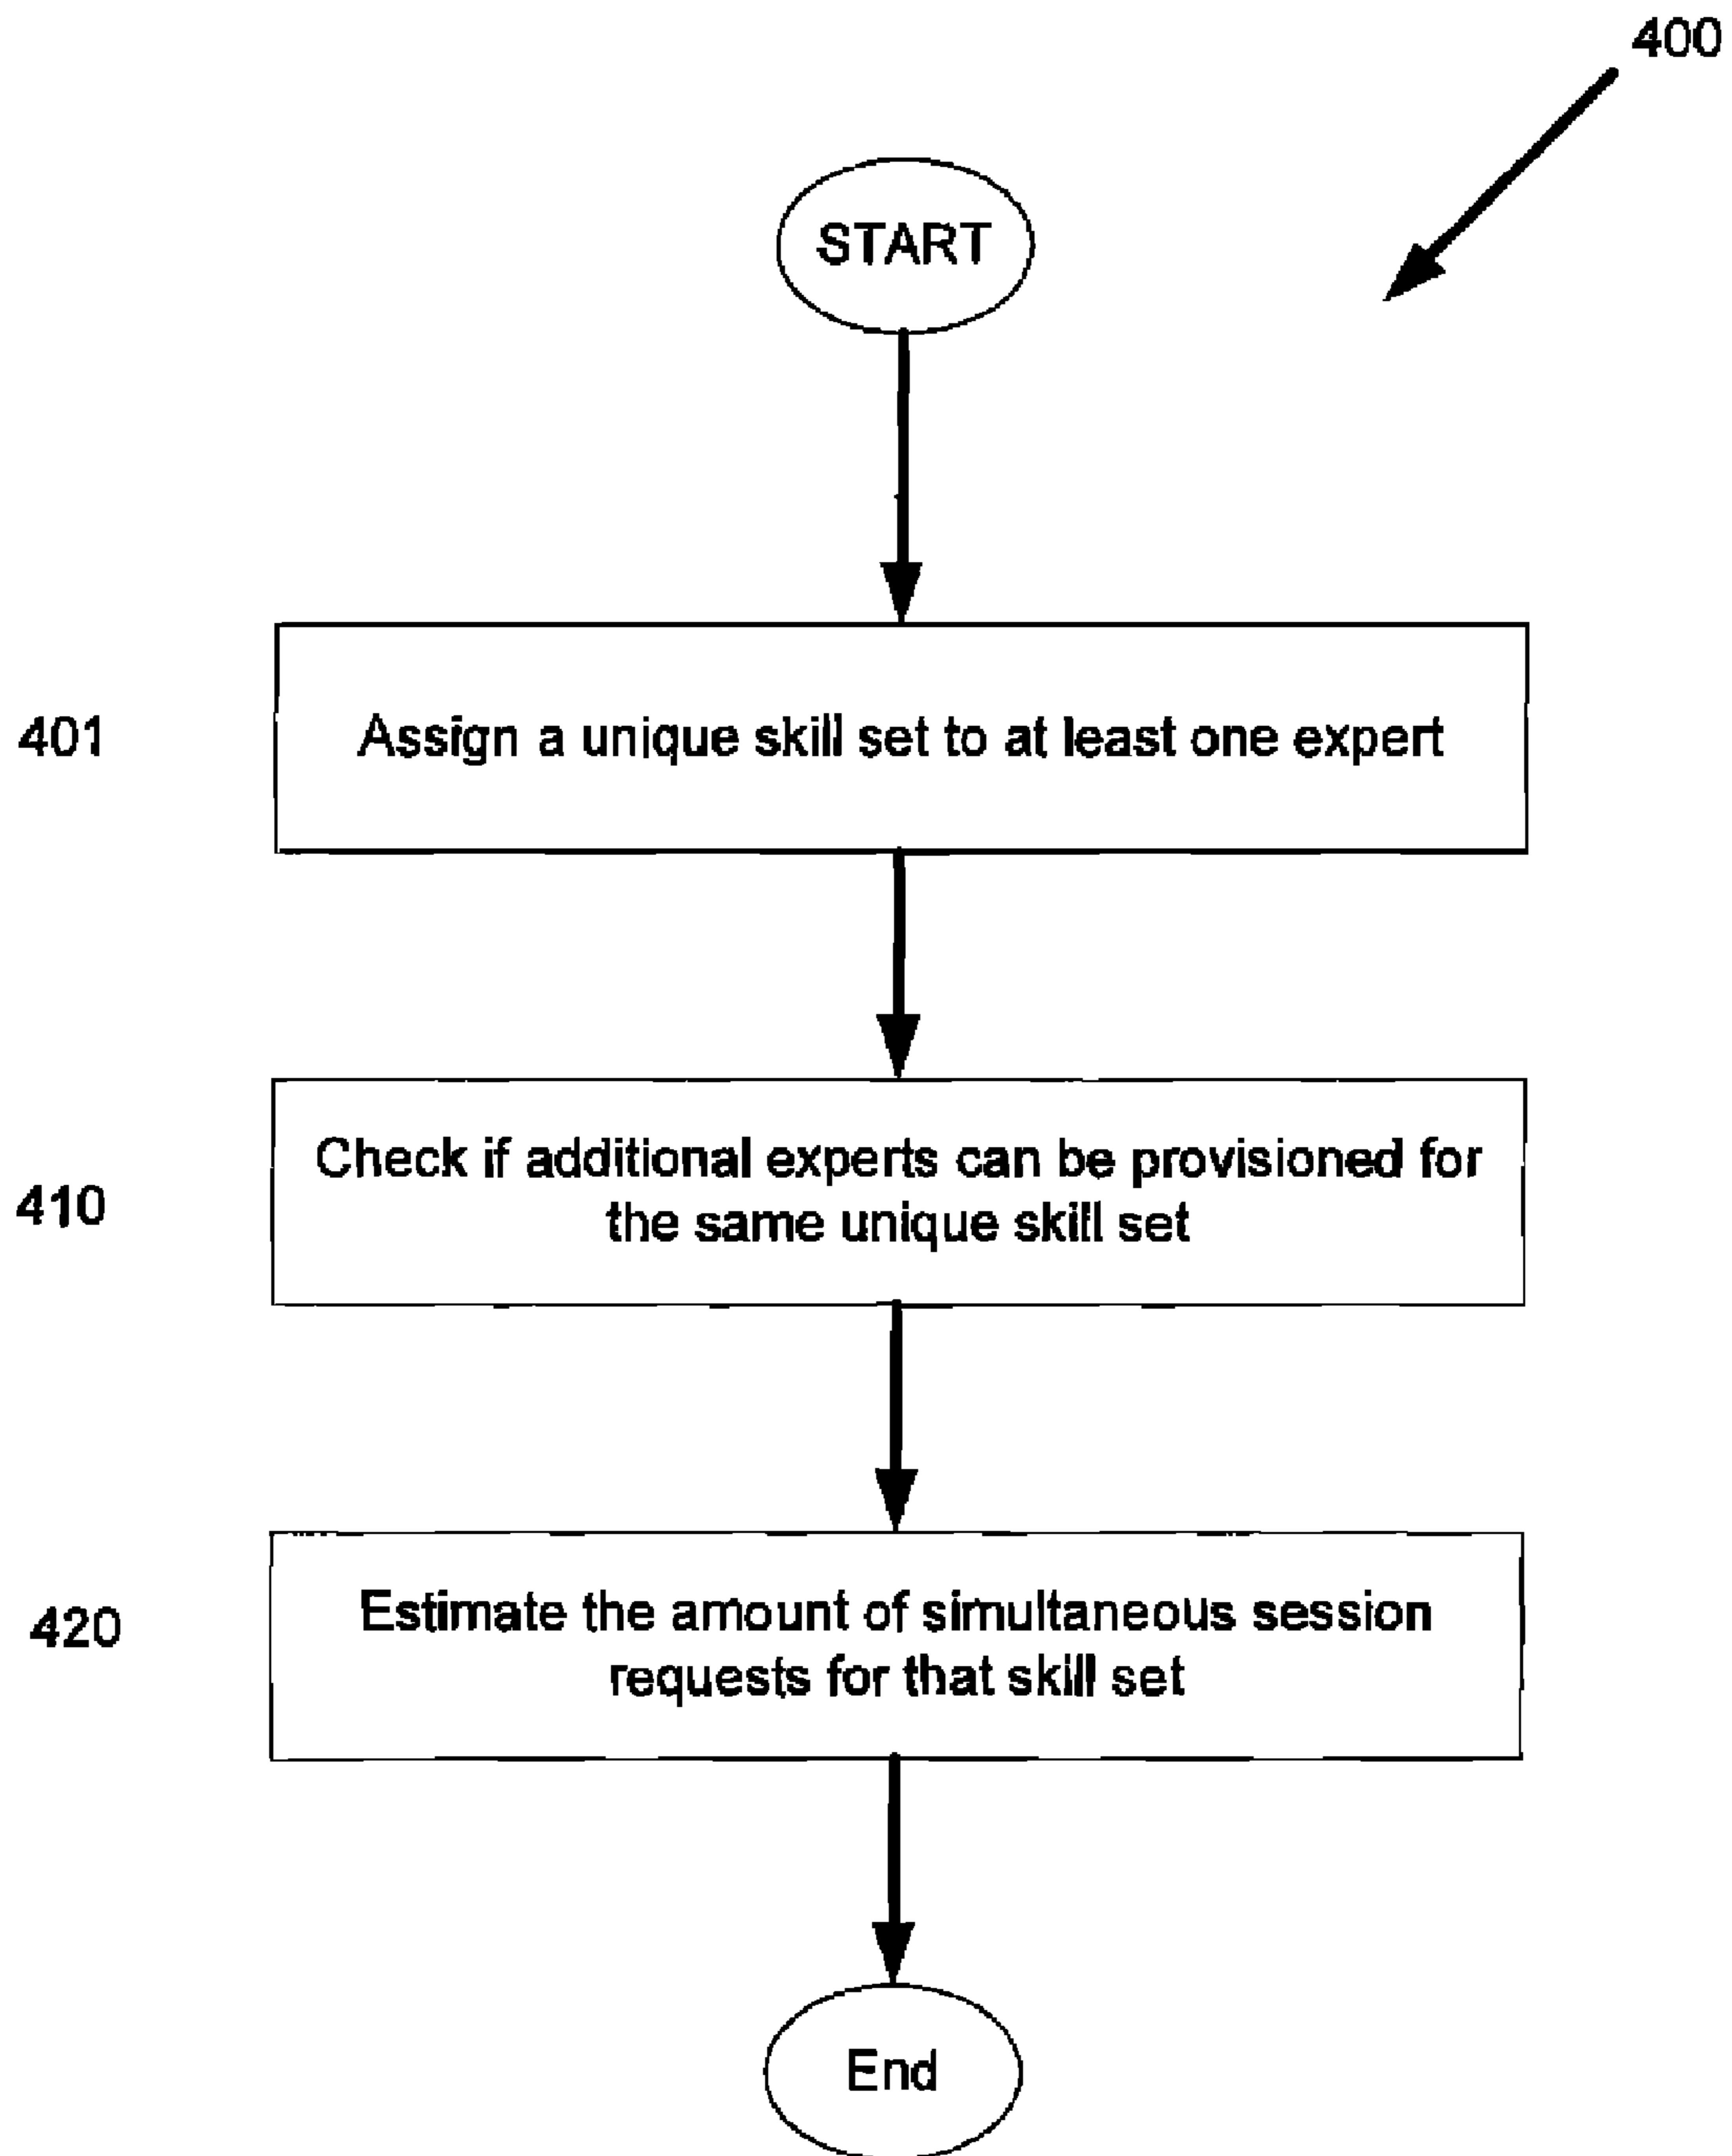 400
START
401
Assign a unique skill set to at least one expert
410
Check if additional experts can be provisioned for
the same unique skill set
420
Estimate the amount of simultaneous session
requests for that skill set
End